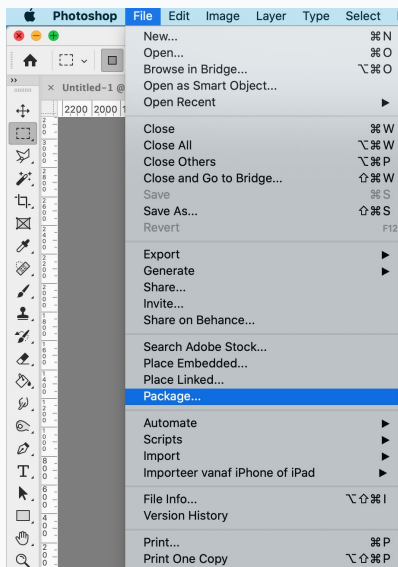 Photoshop File Edit Image Layer Type Select
New... ⌘N
Open... ⌘O
Browse in Bridge... ⌥⌘O
Open as Smart Object...
Open Recent ▶
× Untitled-1 @
2200 2000 1
Close ⌘W
Close All ⌥⌘W
Close Others ⌥⌘P
Close and Go to Bridge... ⇧⌘W
Save ⌘S
Save As... ⇧⌘S
Revert F12
Export ▶
Generate ▶
Share...
Invite...
Share on Behance...
Search Adobe Stock...
Place Embedded...
Place Linked...
Package...
Automate ▶
Scripts ▶
Import ▶
Importeer vanaf iPhone of iPad ▶
File Info... ⌥⇧⌘I
Version History
Print... ⌘P
Print One Copy ⌥⇧⌘P